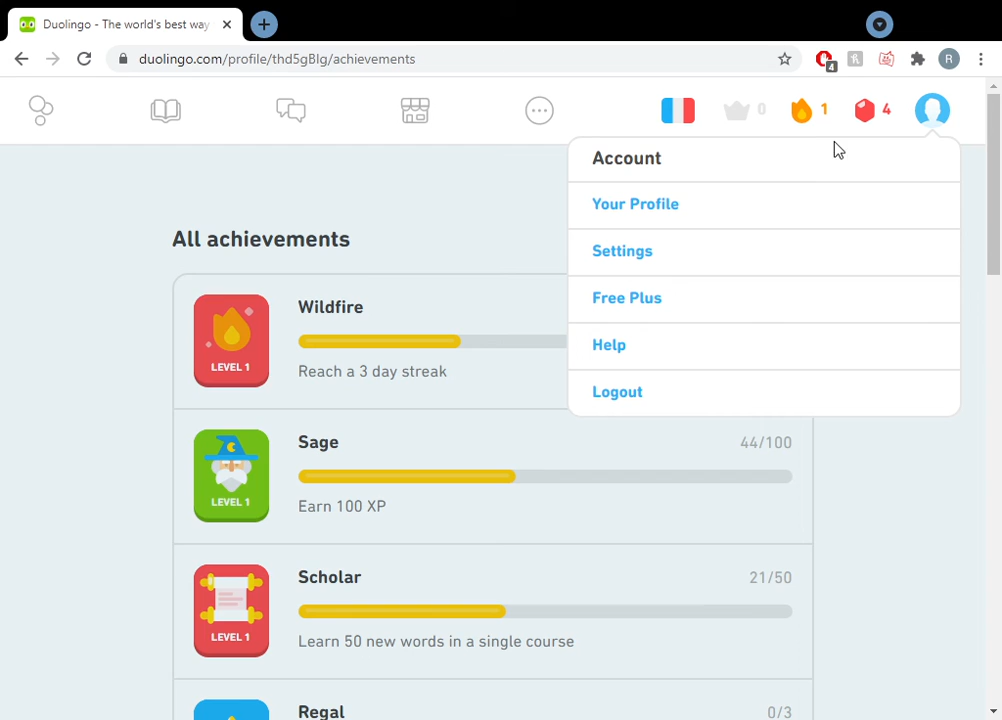 Duolingo - The world's best way
duolingo.com/profile/thd5gBlg/achievements
4
R
0
1
4
Account
Your Profile
Settings
Free Plus
Help
Logout
All achievements
LEVEL 1
Wildfire
Reach a 3 day streak
LEVEL 1
Sage
44/100
Earn 100 XP
LEVEL 1
Scholar
21/50
Learn 50 new words in a single course
Regal
0/3